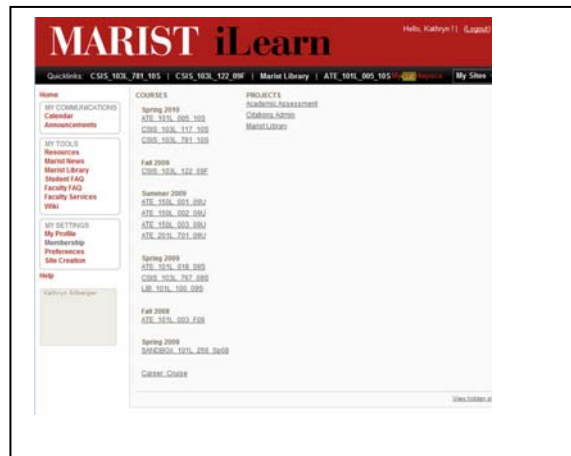 MARIST iLearn
Hello, Kathryn ! | (Logout)
Quicklinks: CSIS_103L_781_10S | CSIS_103L_122_09F | Marist Library | ATE_101L_005_10S
My Sites
Home
MY COMMUNICATIONS
Calendar
Announcements
MY TOOLS
Resources
Marist News
Marist Library
Student FAQ
Faculty FAQ
Faculty Services
Wiki
MY SETTINGS
My Profile
Membership
Preferences
Site Creation
Help
Kathryn Silberger
COURSES
Spring 2010
ATE_101L_005_10S
CSIS_103L_117_10S
CSIS_103L_781_10S
Fall 2009
CSIS_103L_122_09F
Summer 2009
ATE_150L_001_09U
ATE_150L_002_09U
ATE_150L_003_09U
ATE_201L_701_09U
Spring 2009
ATE_101L_018_09S
CSIS_103L_767_09S
LIB_101L_100_09S
Fall 2008
ATE_101L_003_F08
Spring 2008
SANDBOX_101L_255_Sp08
Career_Cruise
PROJECTS
Academic Assessment
Citations Admin
Marist Library
View hidden